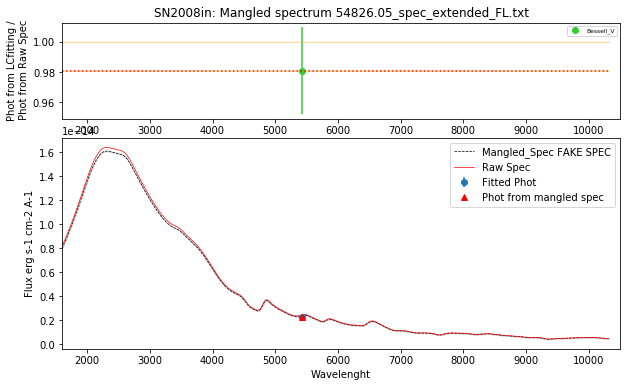 SN2008in: Mangled spectrum 54826.05_spec_extended_FL.txt
Phot from LCfitting /
Phot from Raw Spec
1.00
0.98
0.96
Bessell_V
2000 3000 4000 5000 6000 7000 8000 9000 10000
1e-14
Flux erg s-1 cm-2 A-1
1.6
1.4
1.2
1.0
0.8
0.6
0.4
0.2
0.0
Mangled_Spec FAKE SPEC
Raw Spec
Fitted Phot
Phot from mangled spec
2000 3000 4000 5000 6000 7000 8000 9000 10000
Wavelenght